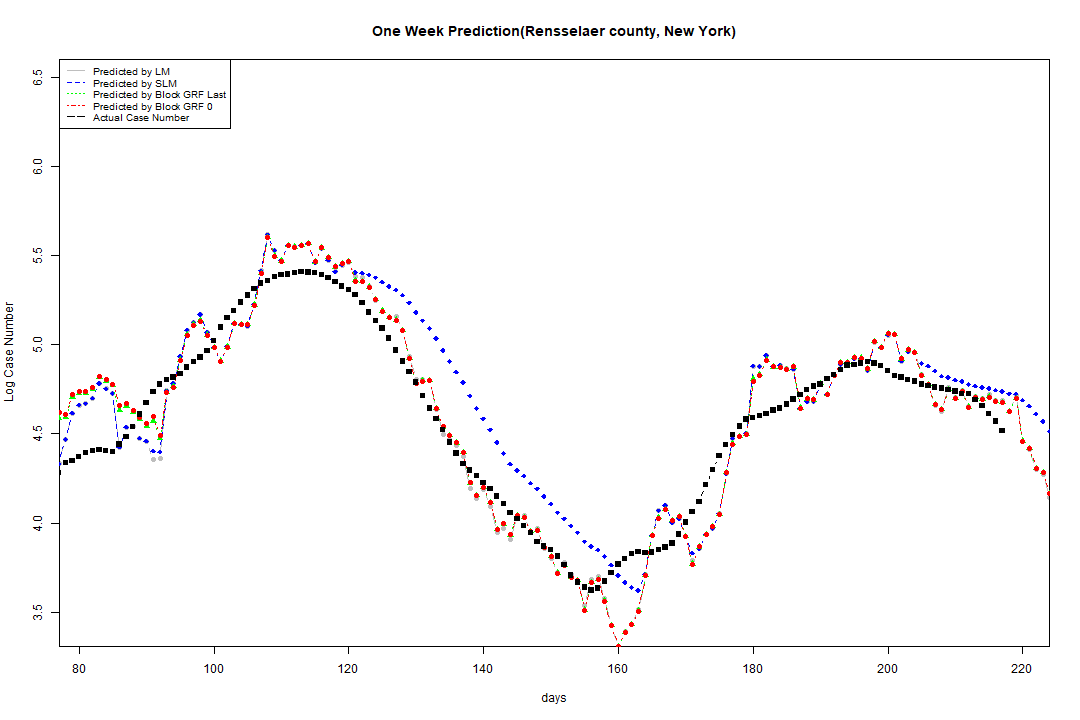 One Week Prediction(Rensselaer county, New York)
Predicted by LM
Predicted by SLM
Predicted by Block GRF Last
Predicted by Block GRF 0
Actual Case Number
Log Case Number
6.5
6.0
5.5
5.0
4.5
4.0
3.5
80 100 120 140 160 180 200 220
days